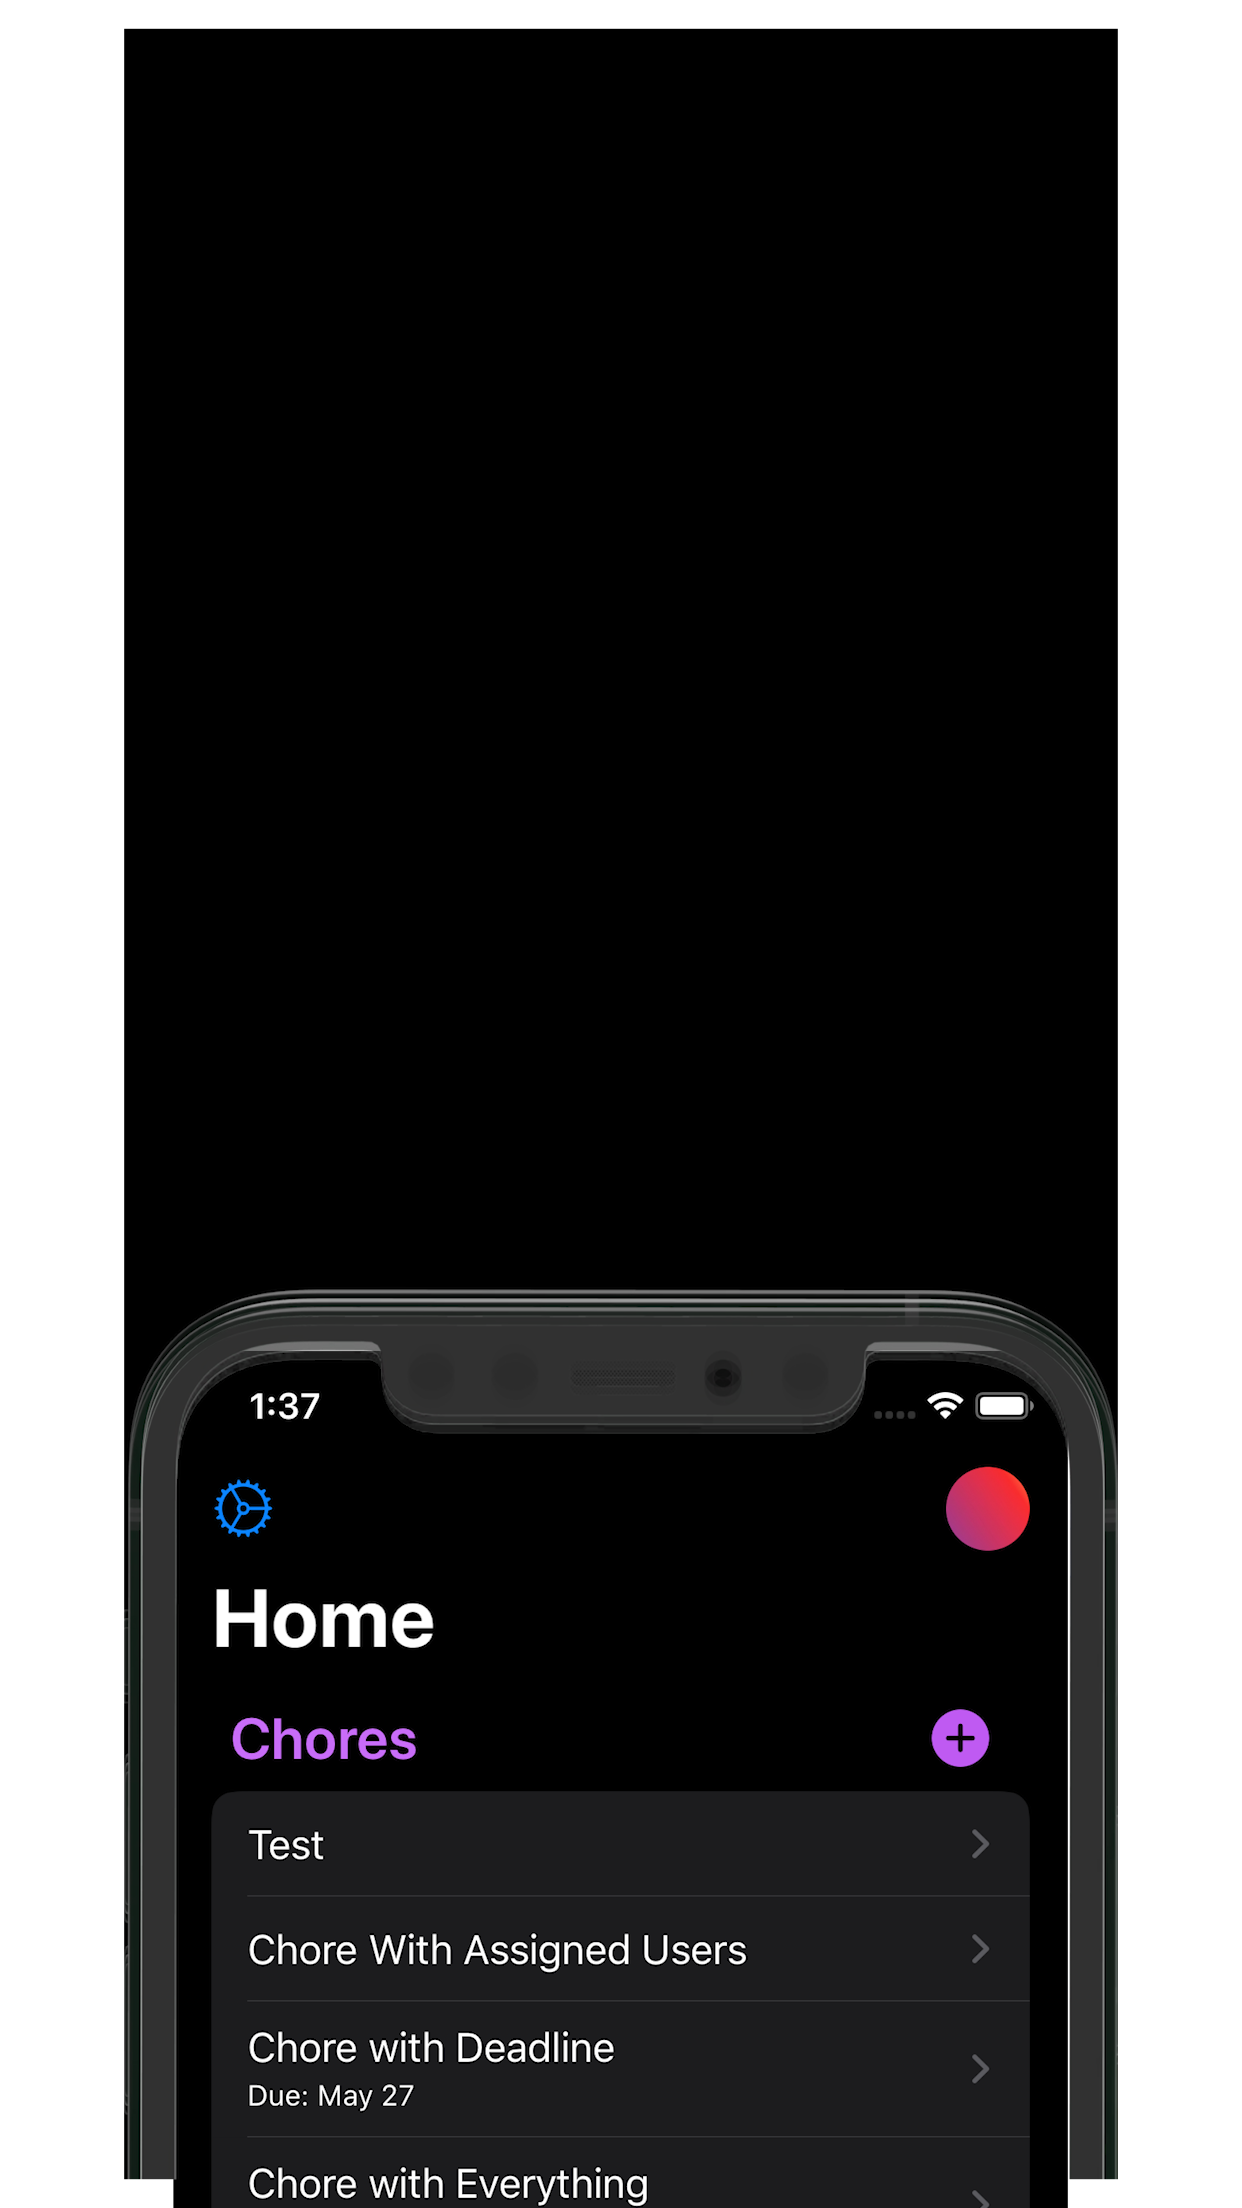 1:37
Home
Chores
Test
Chore With Assigned Users
Chore with Deadline
Due: May 27
Chore with Everything